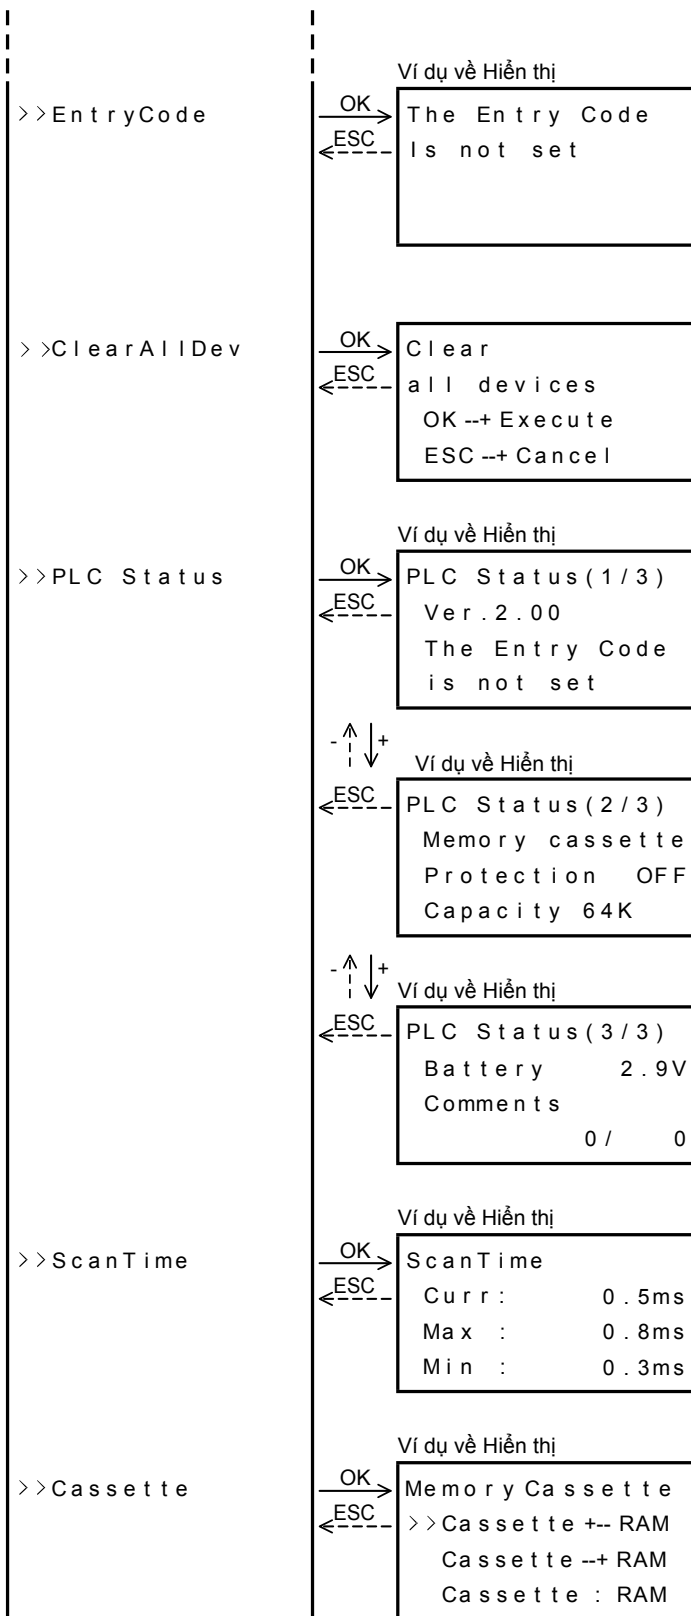 Ví dụ về Hiển thị
>>EntryCode
OK
ESC
The Entry Code
Is not set
>>ClearAllDev
OK
ESC
Clear
all devices
OK --+ Execute
ESC --+ Cancel
Ví dụ về Hiển thị
>>PLC Status
OK
ESC
PLC Status(1/3)
Ver.2.00
The Entry Code
is not set
- +
Ví dụ về Hiển thị
ESC
PLC Status(2/3)
Memory cassette
Protection OFF
Capacity 64K
- +
Ví dụ về Hiển thị
ESC
PLC Status(3/3)
Battery 2.9V
Comments
0/ 0
Ví dụ về Hiển thị
>>ScanTime
OK
ESC
ScanTime
Curr: 0.5ms
Max : 0.8ms
Min : 0.3ms
Ví dụ về Hiển thị
>>Cassette
OK
ESC
Memory Cassette
>>Cassette +-- RAM
Cassette --+ RAM
Cassette : RAM